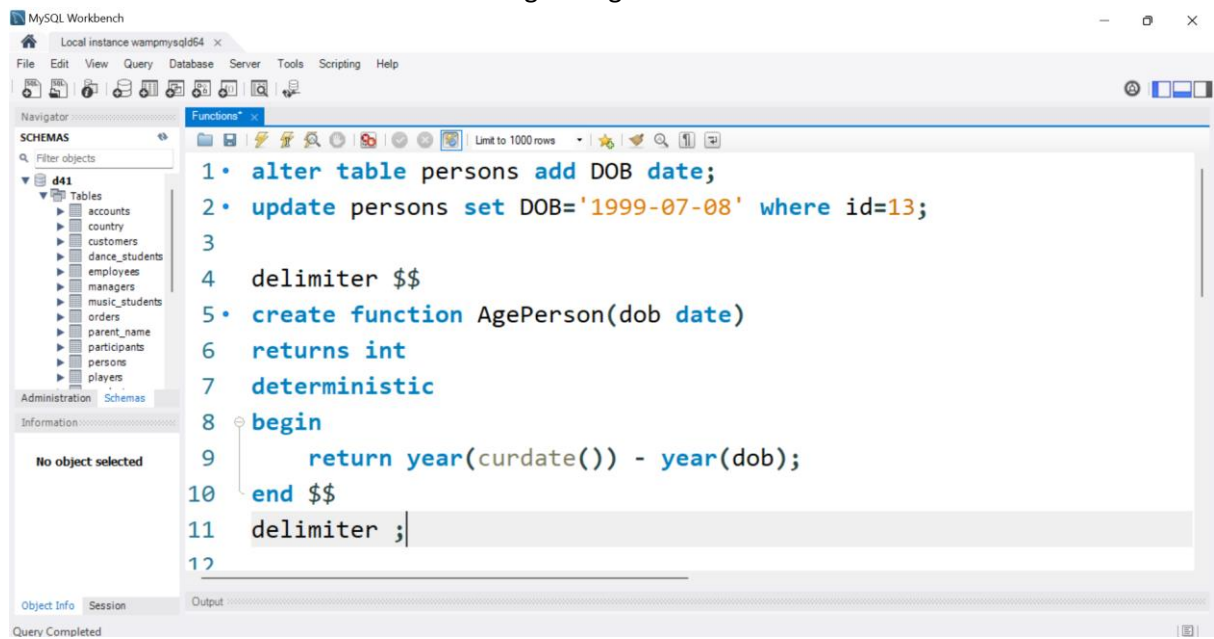 MySQL Workbench
Local instance wampmysqld64
File Edit View Query Database Server Tools Scripting Help
Navigator
SCHEMAS
Filter objects
d41
Tables
accounts
country
customers
dance_students
employees
managers
music_students
orders
parent_name
participants
persons
players
Administration Schemas
Information
No object selected
Object Info Session
Query Completed
Functions*
Limit to 1000 rows
1 alter table persons add DOB date;
2 update persons set DOB='1999-07-08' where id=13;
3
4 delimiter $$
5 create function AgePerson(dob date)
6 returns int
7 deterministic
8 begin
9 return year(curdate()) - year(dob);
10 end $$
11 delimiter ;
12
Output